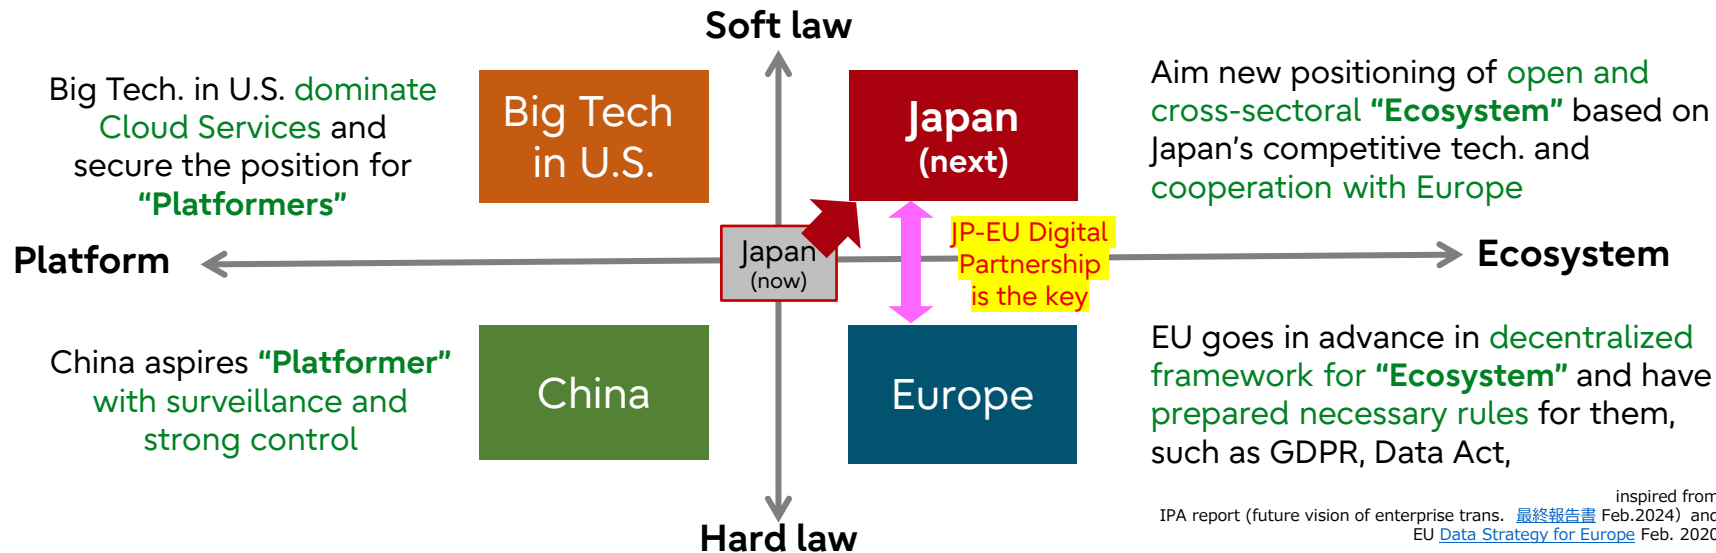 Soft law
Big Tech. in U.S. dominate
Cloud Services and
secure the position for
“Platformers”
Big Tech
in U.S.
Japan
(next)
Aim new positioning of open and
cross-sectoral “Ecosystem” based on
Japan’s competitive tech. and
cooperation with Europe
Platform
Japan
(now)
JP-EU Digital
Partnership
is the key
Ecosystem
China aspires “Platformer”
with surveillance and
strong control
China
Europe
EU goes in advance in decentralized
framework for “Ecosystem” and have
prepared necessary rules for them,
such as GDPR, Data Act,
Hard law
inspired from
IPA report (future vision of enterprise trans. 最終報告書 Feb.2024) and
EU Data Strategy for Europe Feb. 2020